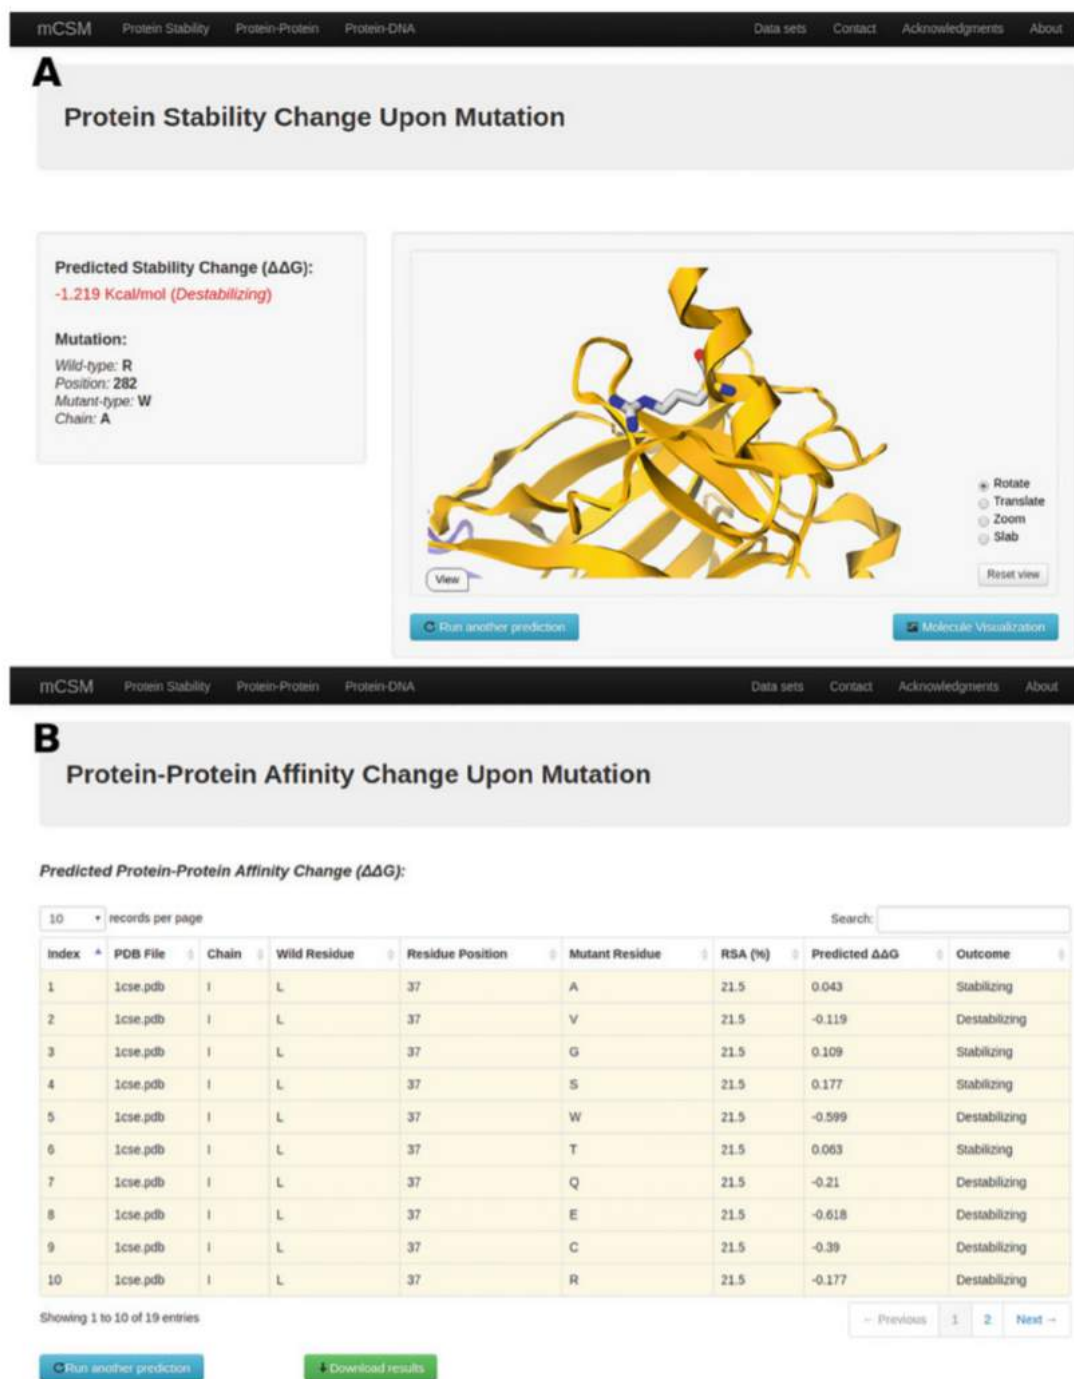 mCSM Protein Stability Protein-Protein Protein-DNA Data sets Contact Acknowledgments About
A
Protein Stability Change Upon Mutation
Predicted Stability Change (ΔΔG):
-1.219 Kcal/mol (Destabilizing)
Mutation:
Wild-type: R
Position: 282
Mutant-type: W
Chain: A
Rotate
Translate
Zoom
Slab
View
Reset view
Run another prediction
Molecule Visualization
mCSM Protein Stability Protein-Protein Protein-DNA Data sets Contact Acknowledgments About
B
Protein-Protein Affinity Change Upon Mutation
Predicted Protein-Protein Affinity Change (ΔΔG):
10 records per page Search:
Index PDB File Chain Wild Residue Residue Position Mutant Residue RSA (%) Predicted ΔΔG Outcome
1 1cse.pdb I L 37 A 21.5 0.043 Stabilizing
2 1cse.pdb I L 37 V 21.5 -0.119 Destabilizing
3 1cse.pdb I L 37 G 21.5 0.109 Stabilizing
4 1cse.pdb I L 37 S 21.5 0.177 Stabilizing
5 1cse.pdb I L 37 W 21.5 -0.599 Destabilizing
6 1cse.pdb I L 37 T 21.5 0.063 Stabilizing
7 1cse.pdb I L 37 Q 21.5 -0.21 Destabilizing
8 1cse.pdb I L 37 E 21.5 -0.618 Destabilizing
9 1cse.pdb I L 37 C 21.5 -0.39 Destabilizing
10 1cse.pdb I L 37 R 21.5 -0.177 Destabilizing
Showing 1 to 10 of 19 entries
← Previous 1 2 Next →
Run another prediction
Download results